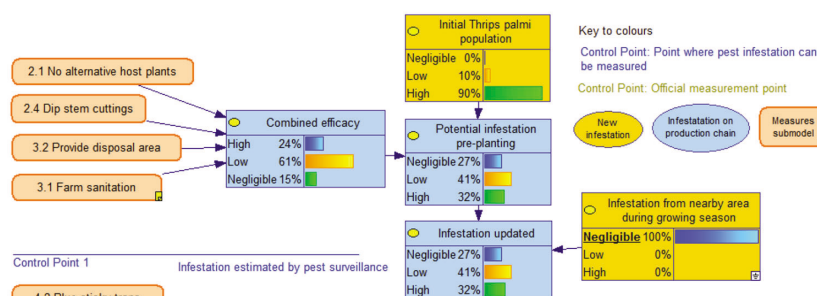 Initial Thrips palmi
population
Negligible 0%
Low 10%
High 90%
Key to colours
Control Point: Point where pest infestation can
be measured
Control Point: Official measurement point
New
infestation
Infestatation on
production chain
Measures
submodel
2.1 No alternative host plants
2.4 Dip stem cuttings
3.2 Provide disposal area
3.1 Farm sanitation
Combined efficacy
High 24%
Low 61%
Negligible 15%
Potential infestation
pre-planting
Negligible 27%
Low 41%
High 32%
Infestation from nearby area
during growing season
Negligible 100%
Low 0%
High 0%
Infestation updated
Negligible 27%
Low 41%
High 32%
Control Point 1
Infestation estimated by pest surveillance